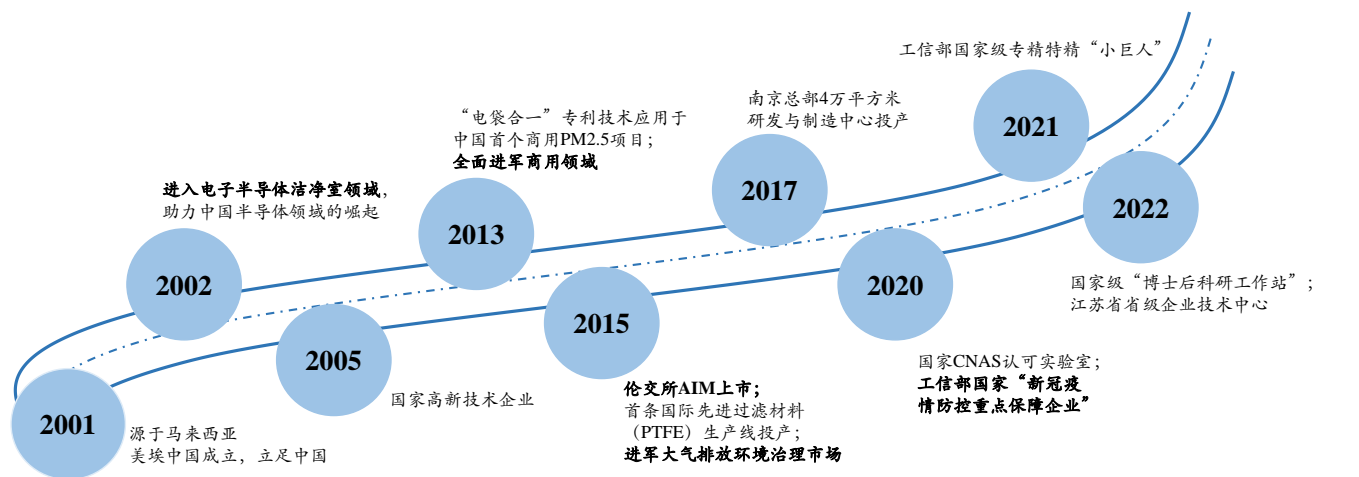 2001
源于马来西亚
美埃中国成立，立足中国
2002
进入电子半导体洁净室领域，
助力中国半导体领域的崛起
2005
国家高新技术企业
2013
“电袋合一”专利技术应用于
中国首个商用PM2.5项目；
全面进军商用领域
2015
伦交所AIM上市；
首条国际先进过滤材料
（PTFE）生产线投产；
进军大气排放环境治理市场
2017
南京总部4万平方米
研发与制造中心投产
2020
国家CNAS认可实验室；
工信部国家“新冠疫
情防控重点保障企业”
2021
工信部国家级专精特精“小巨人”
2022
国家级“博士后科研工作站”；
江苏省省级企业技术中心